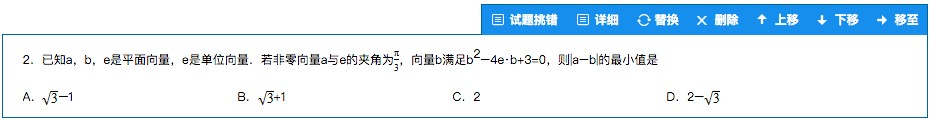 试题挑错 详细 替换 删除 上移 下移 移至
2. 已知a，b，e是平面向量，e是单位向量．若非零向量a与e的夹角为π/3，向量b满足b²−4e·b+3=0，则|a−b|的最小值是
A. √3−1 B. √3+1 C. 2 D. 2−√3